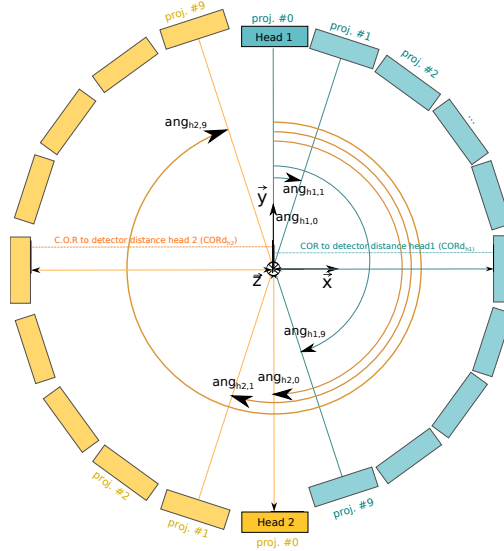 proj. #9
proj. #0
Head 1
proj. #1
proj. #2
...
ang_h2,9
ang_h1,1
y
ang_h1,0
C.O.R to detector distance head 2 (CORd_h2)
COR to detector distance head1 (CORd_h1)
z
x
ang_h1,9
ang_h2,1
ang_h2,0
proj. #2
proj. #1
proj. #9
Head 2
proj. #0